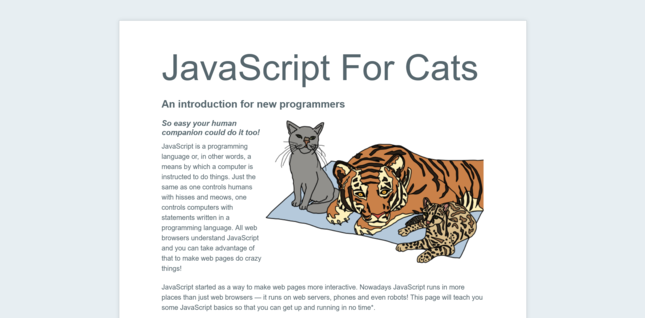 JavaScript For Cats
An introduction for new programmers
So easy your human
companion could do it too!
JavaScript is a programming
language or, in other words, a
means by which a computer is
instructed to do things. Just the
same as one controls humans
with hisses and meows, one
controls computers with
statements written in a
programming language. All web
browsers understand JavaScript
and you can take advantage of
that to make web pages do crazy
things!
JavaScript started as a way to make web pages more interactive. Nowadays JavaScript runs in more
places than just web browsers — it runs on web servers, phones and even robots! This page will teach you
some JavaScript basics so that you can get up and running in no time*.